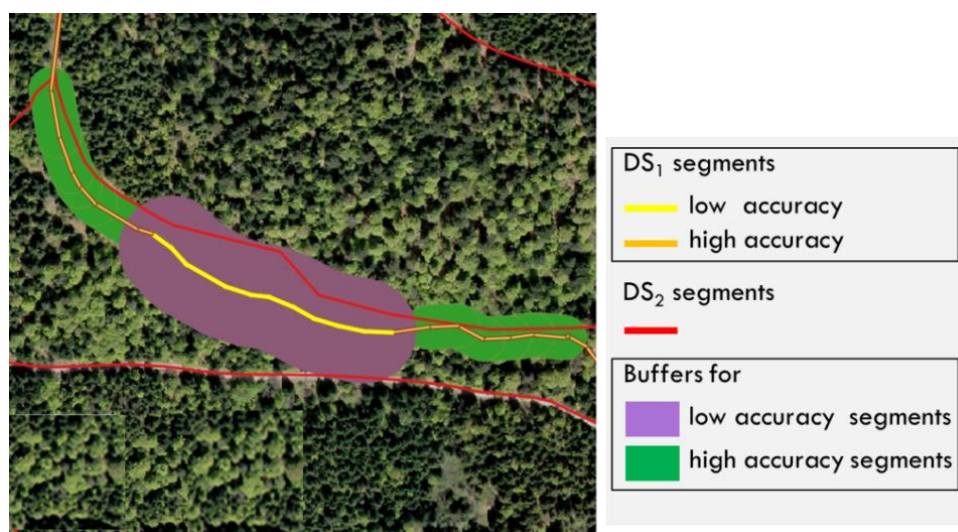 DS₁ segments
low accuracy
high accuracy
DS₂ segments
Buffers for
low accuracy segments
high accuracy segments